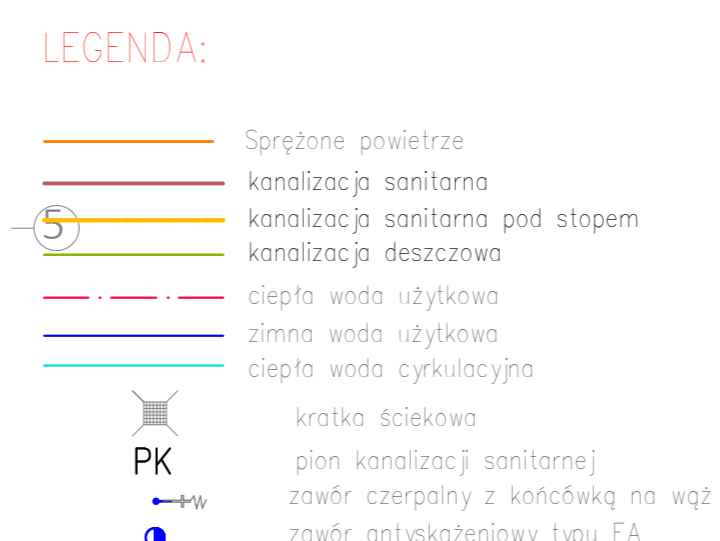 LEGENDA:
Sprężone powietrze
kanalizacja sanitarna
5 kanalizacja sanitarna pod stopem
kanalizacja deszczowa
ciepła woda użytkowa
zimna woda użytkowa
ciepła woda cyrkulacyjna
kratka ściekowa
PK pion kanalizacji sanitarnej
zawór czerpalny z końcówką na wąż
zawór antyskażeniowy typu EA